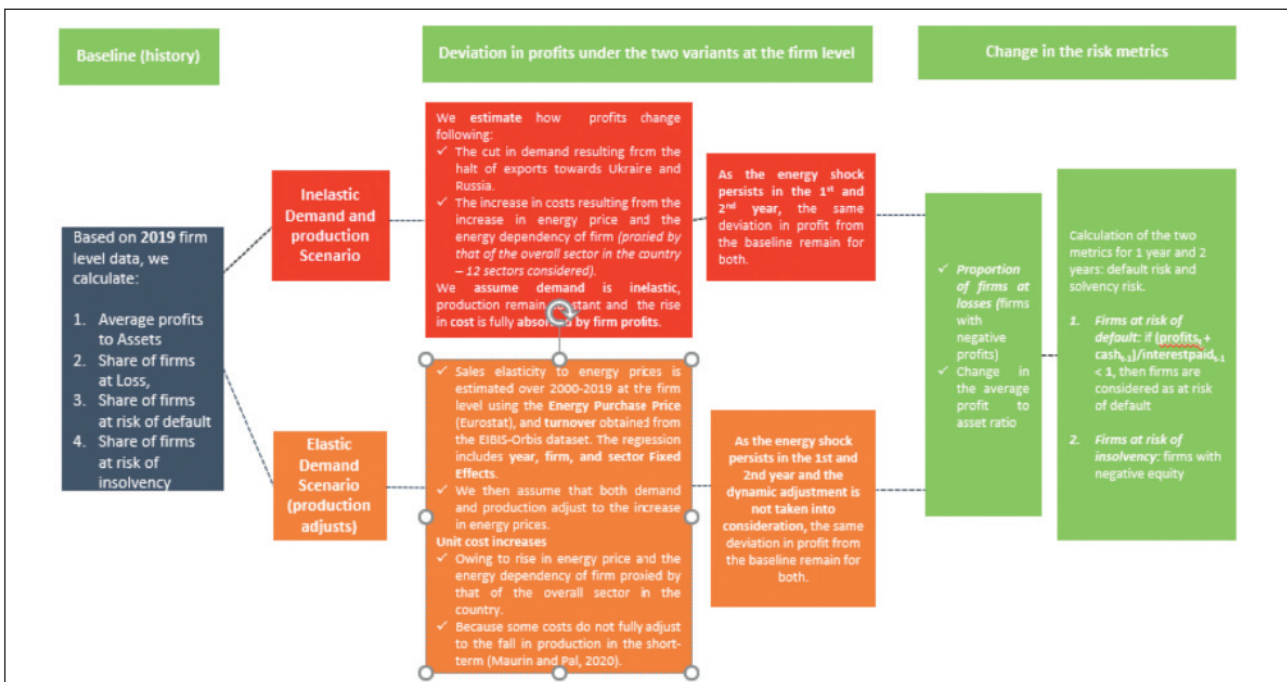 Baseline (history)
Deviation in profits under the two variants at the firm level
Change in the risk metrics
Based on 2019 firm
level data, we
calculate:
1. Average profits
to Assets
2. Share of firms
at Loss,
3. Share of firms
at risk of default
4. Share of firms
at risk of
insolvency
Inelastic
Demand and
production
Scenario
We estimate how profits change
following:
✓ The cut in demand resulting from the
halt of exports towards Ukraire and
Russia.
✓ The increase in costs resulting from the
increase in energy price and the
energy dependency of firm (proxied by
that of the overall sector in the country
– 12 sectors considered).
We assume demand is inelastic,
production remain constant and the rise
in cost is fully absorbed by firm profits.
As the energy shock
persists in the 1st and
2nd year, the same
deviation in profit from
the baseline remain for
both.
Elastic
Demand
Scenario
(production
adjusts)
✓ Sales elasticity to energy prices is
estimated over 2000-2019 at the firm
level using the Energy Purchase Price
(Eurostat), and turnover obtained from
the EIBIS-Orbis dataset. The regression
includes year, firm, and sector Fixed
Effects.
✓ We then assume that both demand
and production adjust to the increase
in energy prices.
Unit cost increases
✓ Owing to rise in energy price and the
energy dependency of firm proxied by
that of the overall sector in the
country.
✓ Because some costs do not fully adjust
to the fall in production in the short-
term (Maurin and Pal, 2020).
As the energy shock
persists in the 1st and
2nd year and the
dynamic adjustment is
not taken into
consideration, the same
deviation in profit from
the baseline remain for
both.
✓ Proportion
of firms at
losses (firms
with
negative
profits)
✓ Change in
the average
profit to
asset ratio
Calculation of the two
metrics for 1 year and 2
years: default risk and
solvency risk.
1. Firms at risk of
default: if (profits t +
cash t-1)/interestpaid t-1
< 1, then firms are
considered as at risk
of default
2. Firms at risk of
insolvency: firms with
negative equity